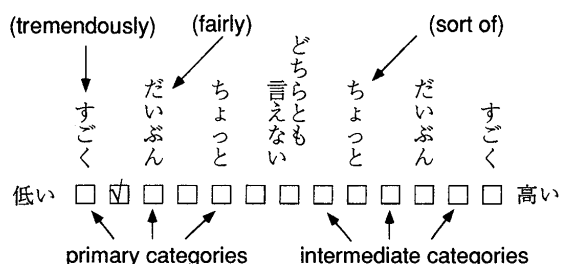 (tremendously) (fairly) (sort of)
すごく
だいぶん
ちょっと
どちらとも
言えない
ちょっと
だいぶん
すごく
低い 高い
primary categories intermediate categories